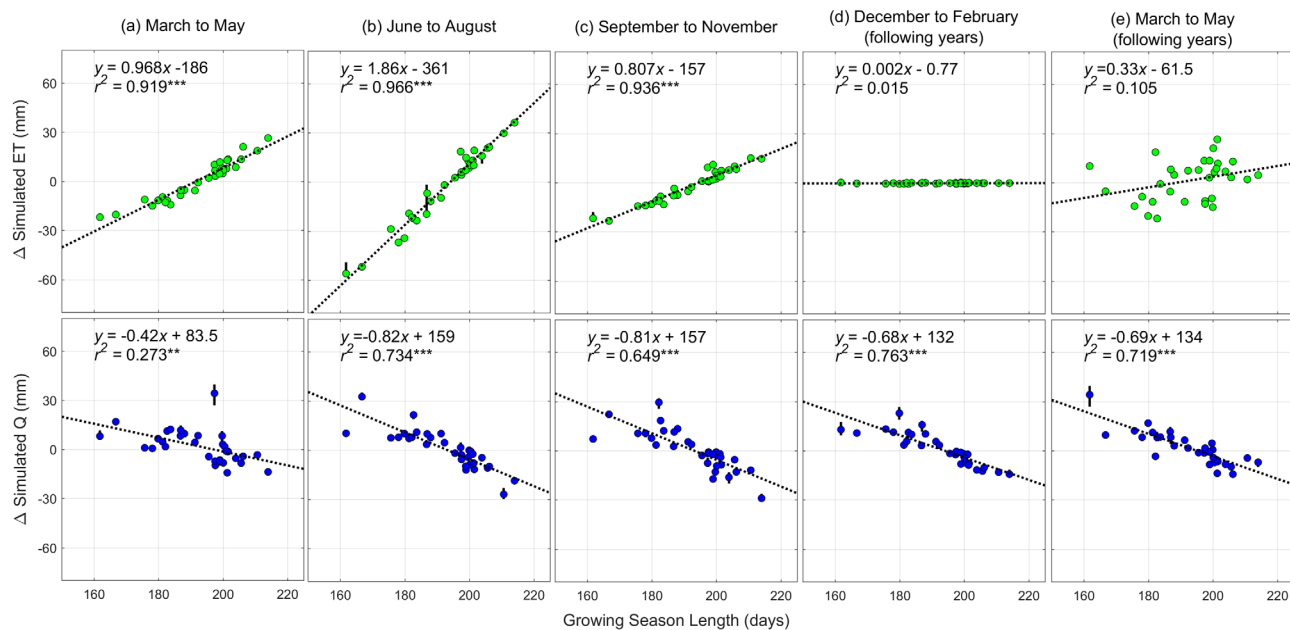 (a) March to May
(b) June to August
(c) September to November
(d) December to February
(following years)
(e) March to May
(following years)
Δ Simulated ET (mm)
60
30
0
-30
-60
y = 0.968x -186
r² = 0.919***
y = 1.86x - 361
r² = 0.966***
y = 0.807x - 157
r² = 0.936***
y = 0.002x - 0.77
r² = 0.015
y =0.33x - 61.5
r² = 0.105
Δ Simulated Q (mm)
60
30
0
-30
-60
y = -0.42x + 83.5
r² = 0.273**
y = -0.82x + 159
r² = 0.734***
y = -0.81x + 157
r² = 0.649***
y = -0.68x + 132
r² = 0.763***
y = -0.69x + 134
r² = 0.719***
160 180 200 220
160 180 200 220
160 180 200 220
160 180 200 220
160 180 200 220
Growing Season Length (days)